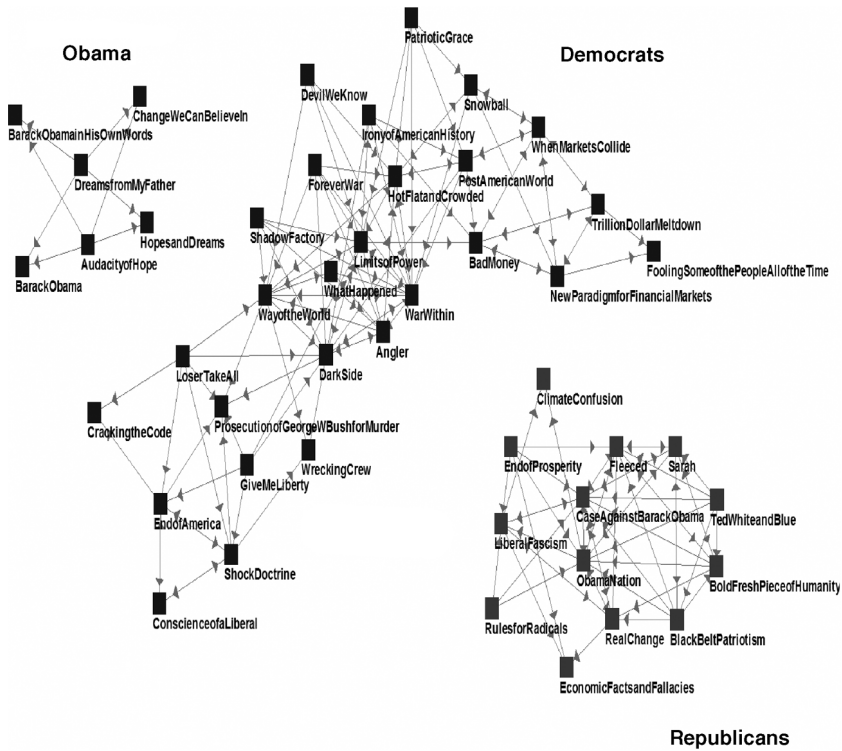 PatrioticGrace
Obama
Democrats
DevilWeKnow
Snowball
ChangeWeCanBelieveIn
BarackObamainHisOwnWords
IronyofAmericanHistory
WhenMarketsCollide
DreamsfromMyFather
ForeverWar
HotFlatandCrowded
PostAmericanWorld
HopesandDreams
ShadowFactory
TrillionDollarMeltdown
AudacityofHope
LimitsofPower
BadMoney
FoolingSomeofthePeopleAlloftheTime
BarackObama
WhatHappened
NewParadigmforFinancialMarkets
WayoftheWorld
WarWithin
Angler
LoserTakeAll
DarkSide
ClimateConfusion
CrackingtheCode
ProsecutionofGeorgeWBushforMurder
WreckingCrew
EndofProsperity
Fleeced
Sarah
GiveMeLiberty
CaseAgainstBarackObama
TedWhiteandBlue
EndofAmerica
LiberalFascism
ShockDoctrine
ObamaNation
BoldFreshPieceofHumanity
ConscienceofaLiberal
RulesforRadicals
RealChange
BlackBeltPatriotism
EconomicFactsandFallacies
Republicans